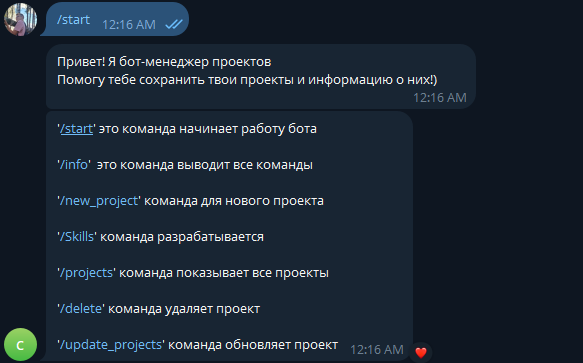 /start 12:16 AM
Привет! Я бот-менеджер проектов
Помогу тебе сохранить твои проекты и информацию о них!)
12:16 AM
'/start' это команда начинает работу бота
'/info'  это команда выводит все команды
'/new_project' команда для нового проекта
'/Skills' команда разрабатывается
'/projects' команда показывает все проекты
'/delete' команда удаляет проект
'/update_projects' команда обновляет проект 12:16 AM
C